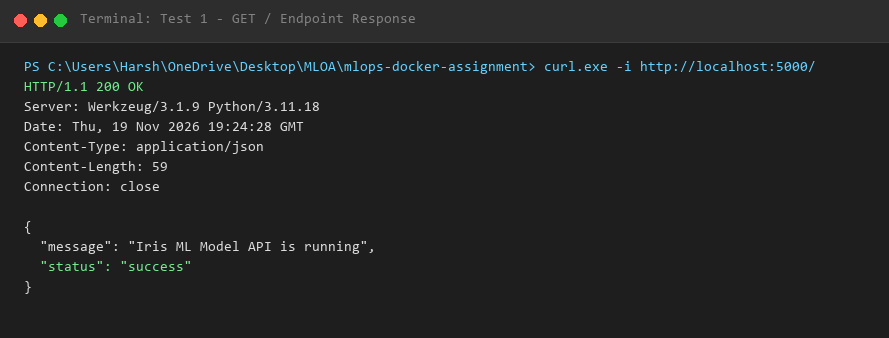 Terminal: Test 1 - GET / Endpoint Response
PS C:\Users\Harsh\OneDrive\Desktop\MLOA\mlops-docker-assignment> curl.exe -i http://localhost:5000/
HTTP/1.1 200 OK
Server: Werkzeug/3.1.9 Python/3.11.18
Date: Thu, 19 Nov 2026 19:24:28 GMT
Content-Type: application/json
Content-Length: 59
Connection: close

{
  "message": "Iris ML Model API is running",
  "status": "success"
}